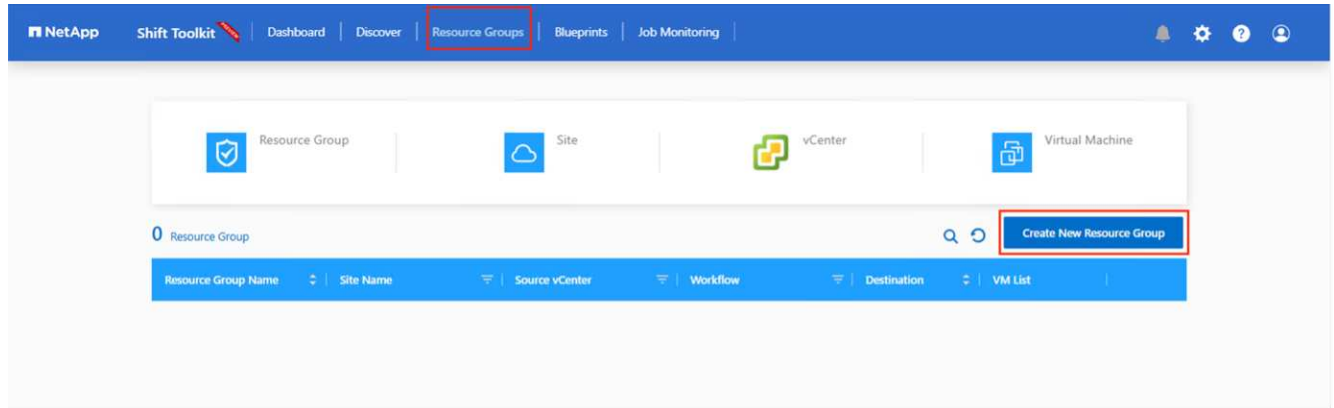 NetApp Shift Toolkit Dashboard Discover Resource Groups Blueprints Job Monitoring ?
Resource Group Site vCenter Virtual Machine
0 Resource Group Create New Resource Group
Resource Group Name Site Name Source vCenter Workflow Destination VM List